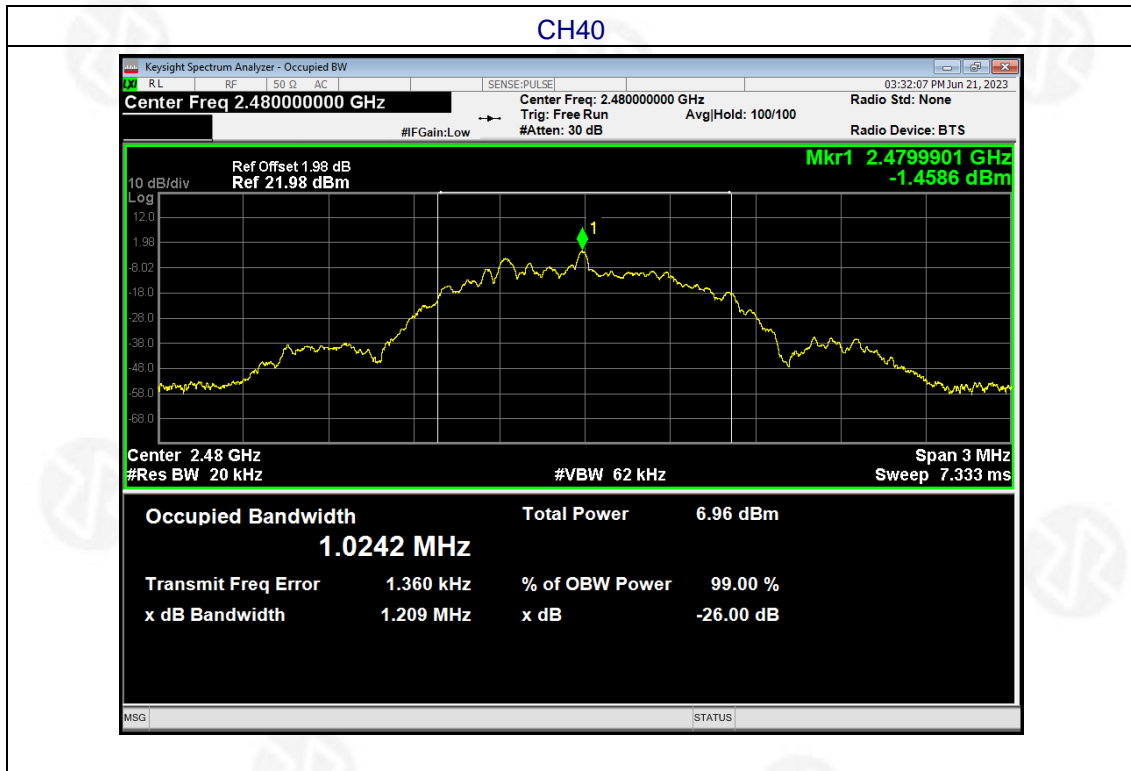 CH40
Keysight Spectrum Analyzer - Occupied BW
LXI RL RF 50 Ω AC SENSE:PULSE 03:32:07 PM Jun 21, 2023
Center Freq 2.480000000 GHz Center Freq: 2.480000000 GHz Radio Std: None
Trig: Free Run Avg|Hold: 100/100
#IFGain:Low #Atten: 30 dB Radio Device: BTS
Mkr1 2.4799901 GHz
-1.4586 dBm
Ref Offset 1.98 dB
10 dB/div Ref 21.98 dBm
Log
12.0
1.98
-8.02
-18.0
-28.0
-38.0
-48.0
-58.0
-68.0
1
Center 2.48 GHz Span 3 MHz
#Res BW 20 kHz #VBW 62 kHz Sweep 7.333 ms
Occupied Bandwidth Total Power 6.96 dBm
1.0242 MHz
Transmit Freq Error 1.360 kHz % of OBW Power 99.00 %
x dB Bandwidth 1.209 MHz x dB -26.00 dB
MSG STATUS